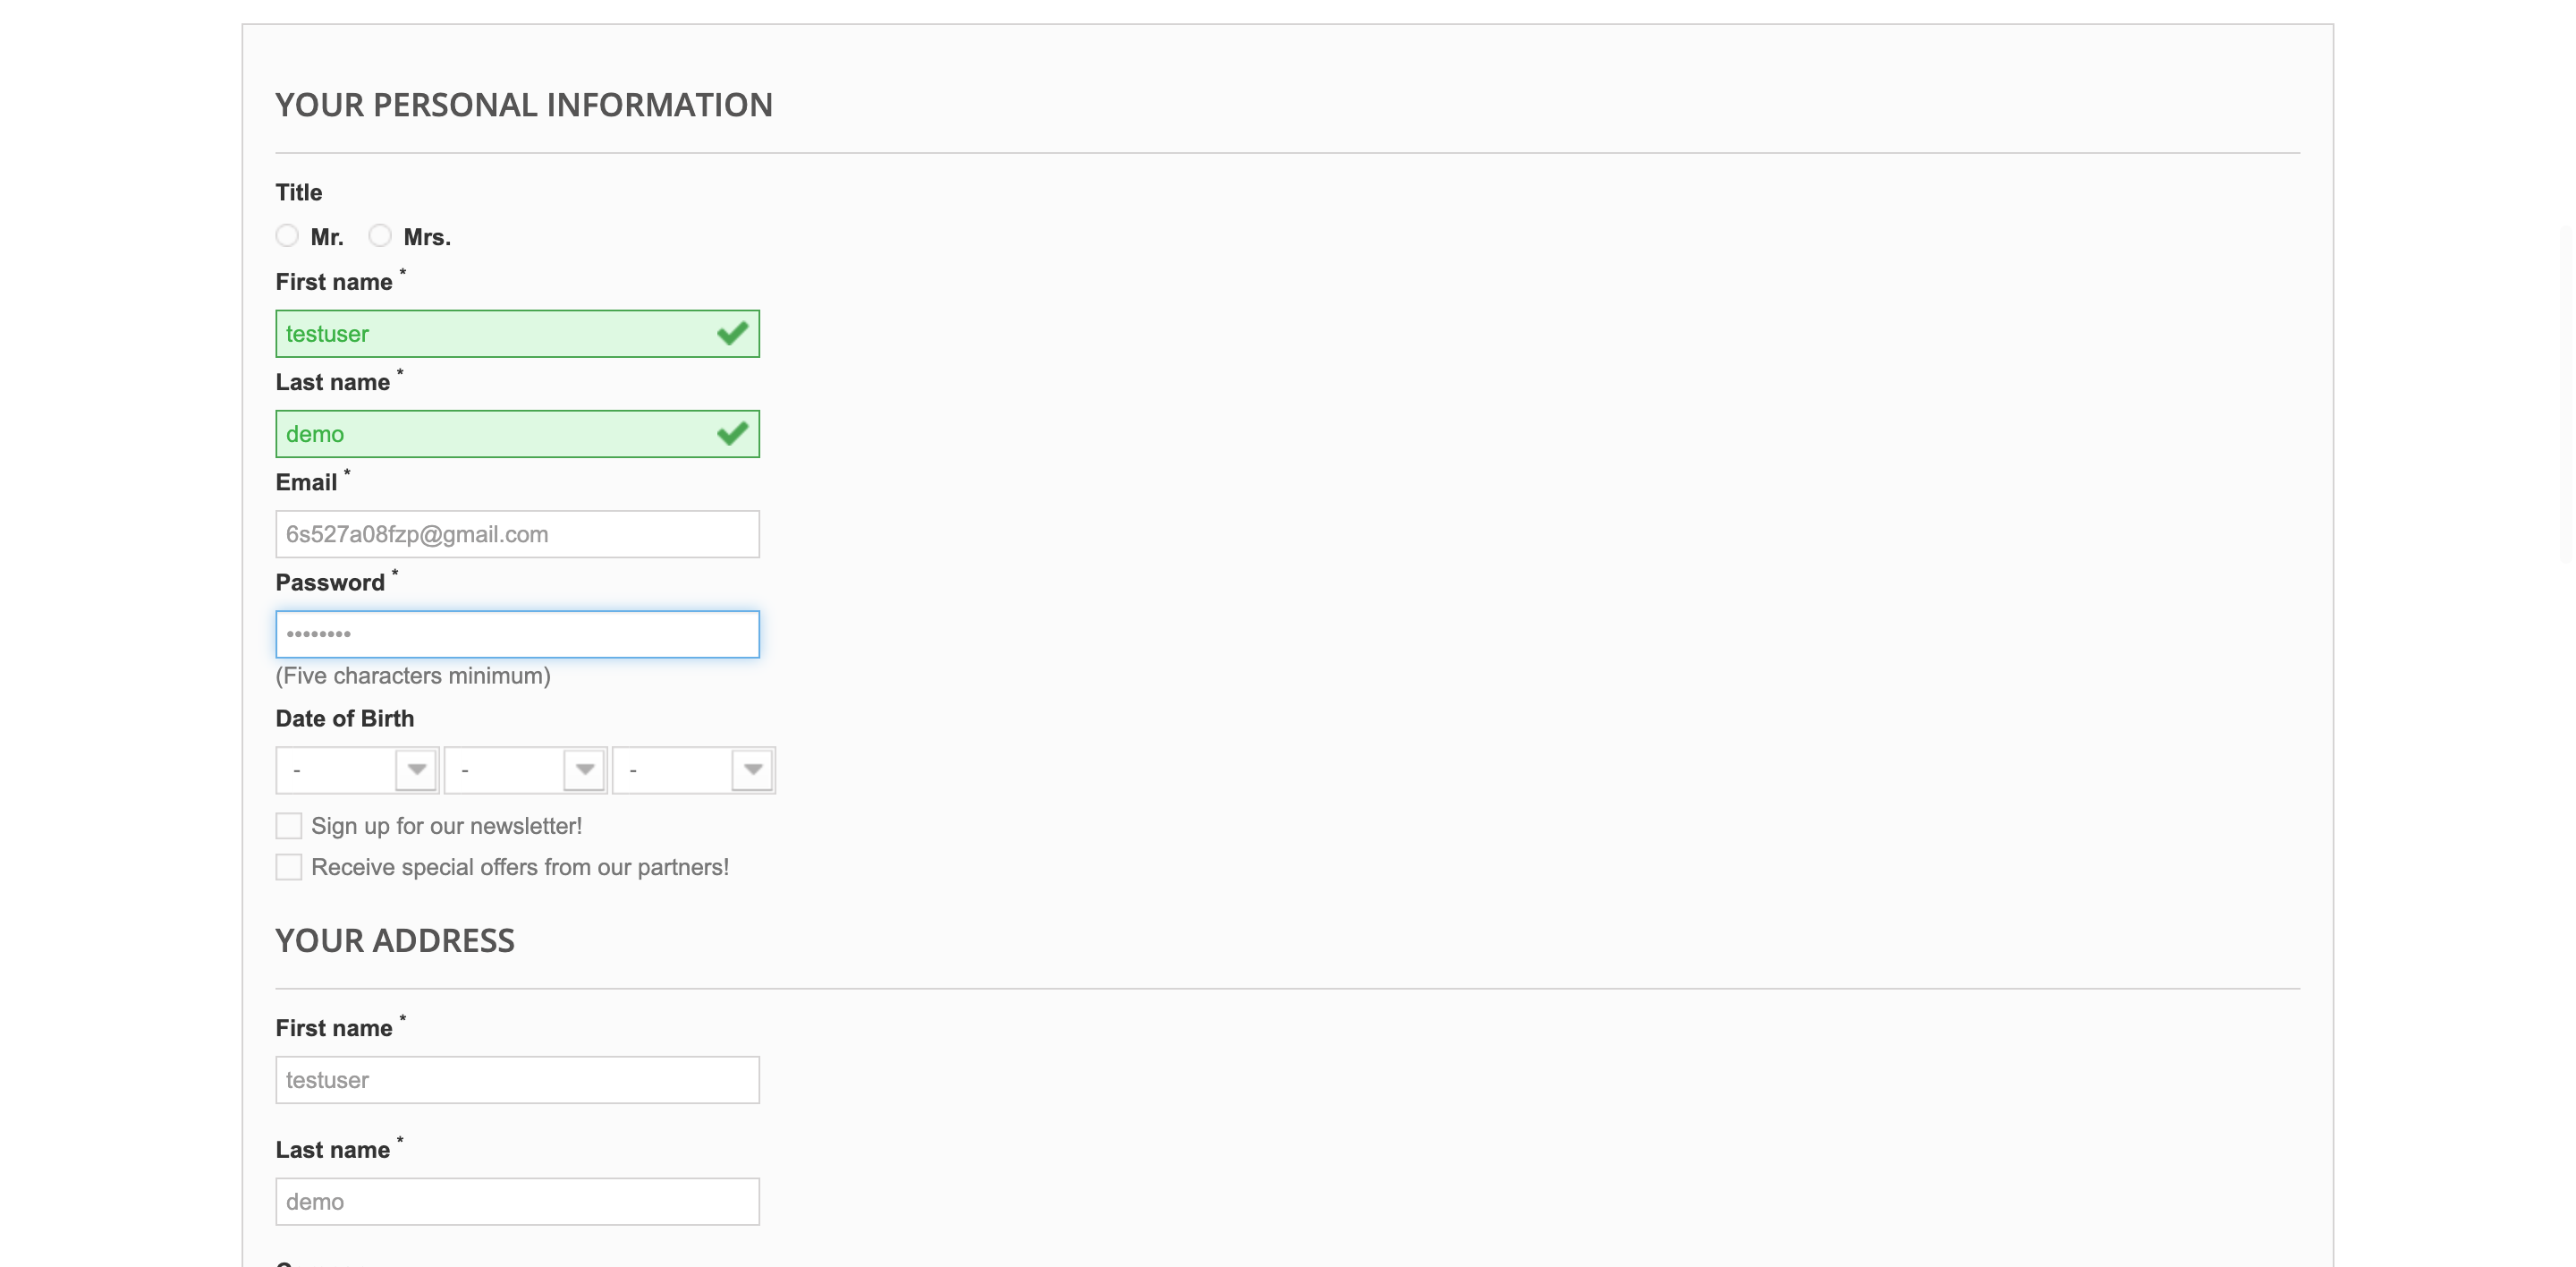 YOUR PERSONAL INFORMATION
Title
Mr. Mrs.
First name *
testuser
Last name *
demo
Email *
6s527a08fzp@gmail.com
Password *
••••••••
(Five characters minimum)
Date of Birth
- - -
Sign up for our newsletter!
Receive special offers from our partners!
YOUR ADDRESS
First name *
testuser
Last name *
demo